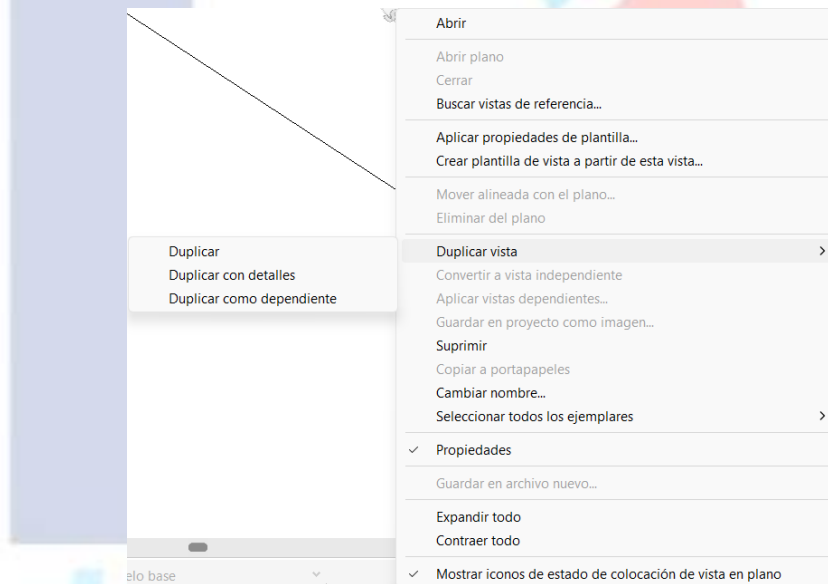 Abrir
Abrir plano
Cerrar
Buscar vistas de referencia...
Aplicar propiedades de plantilla...
Crear plantilla de vista a partir de esta vista...
Mover alineada con el plano...
Eliminar del plano
Duplicar vista
Duplicar
Duplicar con detalles
Duplicar como dependiente
Convertir a vista independiente
Aplicar vistas dependientes...
Guardar en proyecto como imagen...
Suprimir
Copiar a portapapeles
Cambiar nombre...
Seleccionar todos los ejemplares
Propiedades
Guardar en archivo nuevo...
Expandir todo
Contraer todo
Mostrar iconos de estado de colocación de vista en plano
elo base